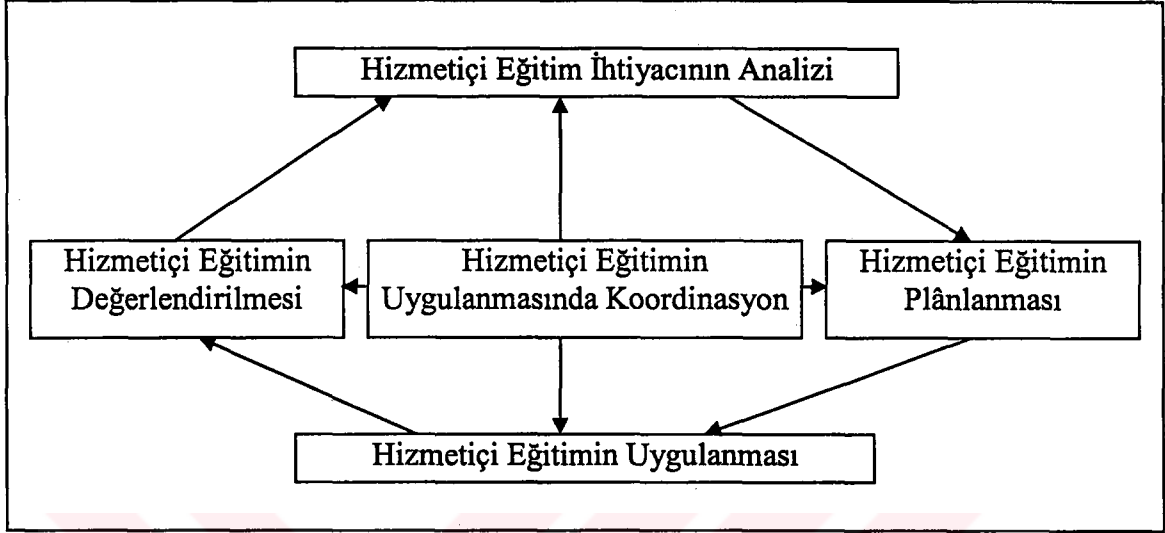 Hizmetiçi Eğitim İhtiyacının Analizi
Hizmetiçi Eğitimin
Değerlendirilmesi
Hizmetiçi Eğitimin
Uygulanmasında Koordinasyon
Hizmetiçi Eğitimin
Plânlanması
Hizmetiçi Eğitimin Uygulanması